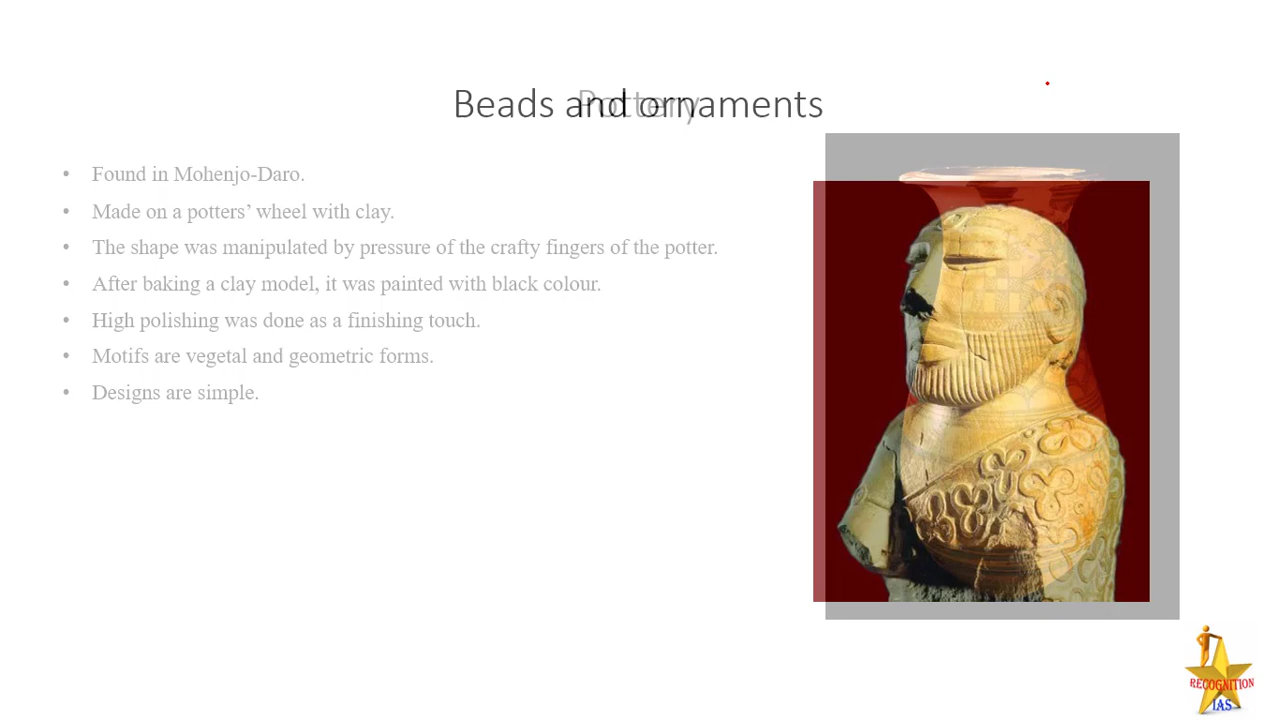 Beads and ornaments
Pottery
• Found in Mohenjo-Daro.
• Made on a potters’ wheel with clay.
• The shape was manipulated by pressure of the crafty fingers of the potter.
• After baking a clay model, it was painted with black colour.
• High polishing was done as a finishing touch.
• Motifs are vegetal and geometric forms.
• Designs are simple.
RECOGNITION
IAS